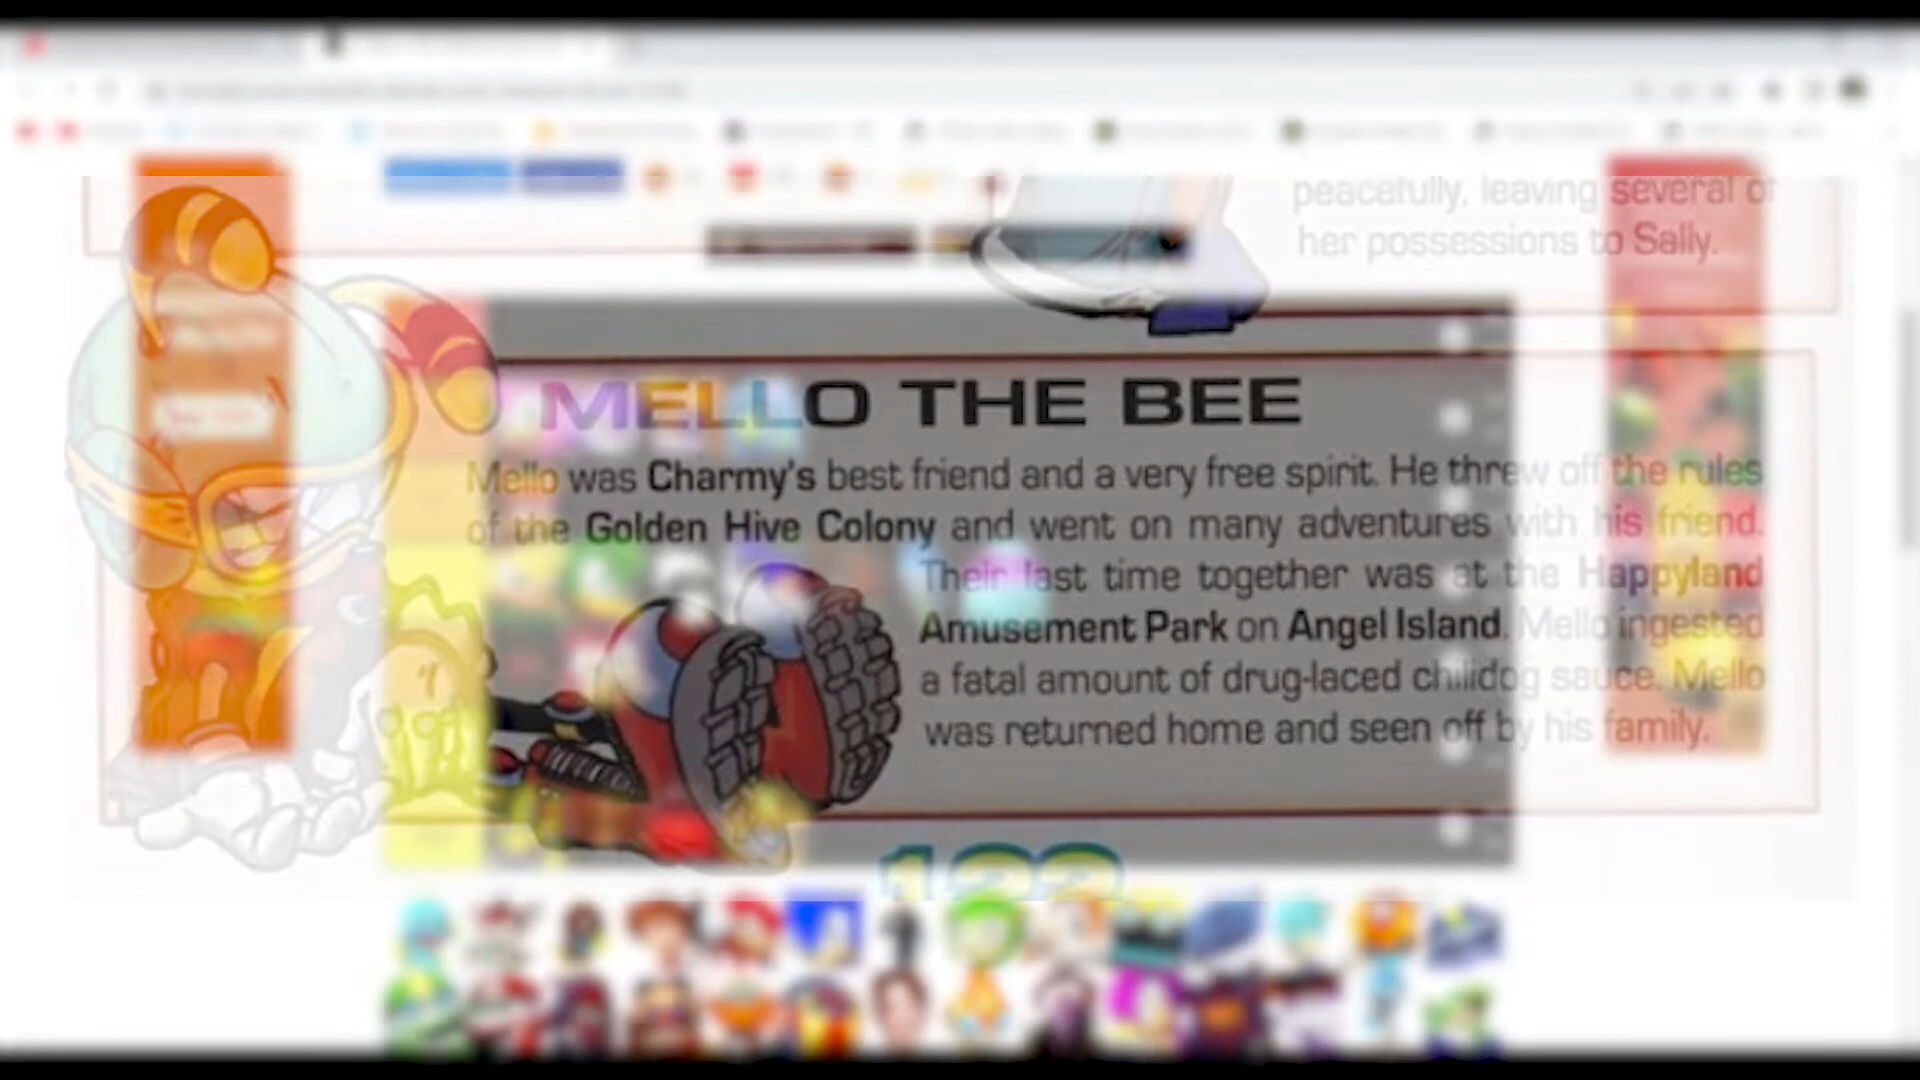 peacefully, leaving several of
her possessions to Sally.
MELLO THE BEE
Mello was Charmy's best friend and a very free spirit. He threw off the rules
of the Golden Hive Colony and went on many adventures with his friend.
Their last time together was at the Happyland
Amusement Park on Angel Island. Mello ingested
a fatal amount of drug-laced chilidog sauce. Mello
was returned home and seen off by his family.